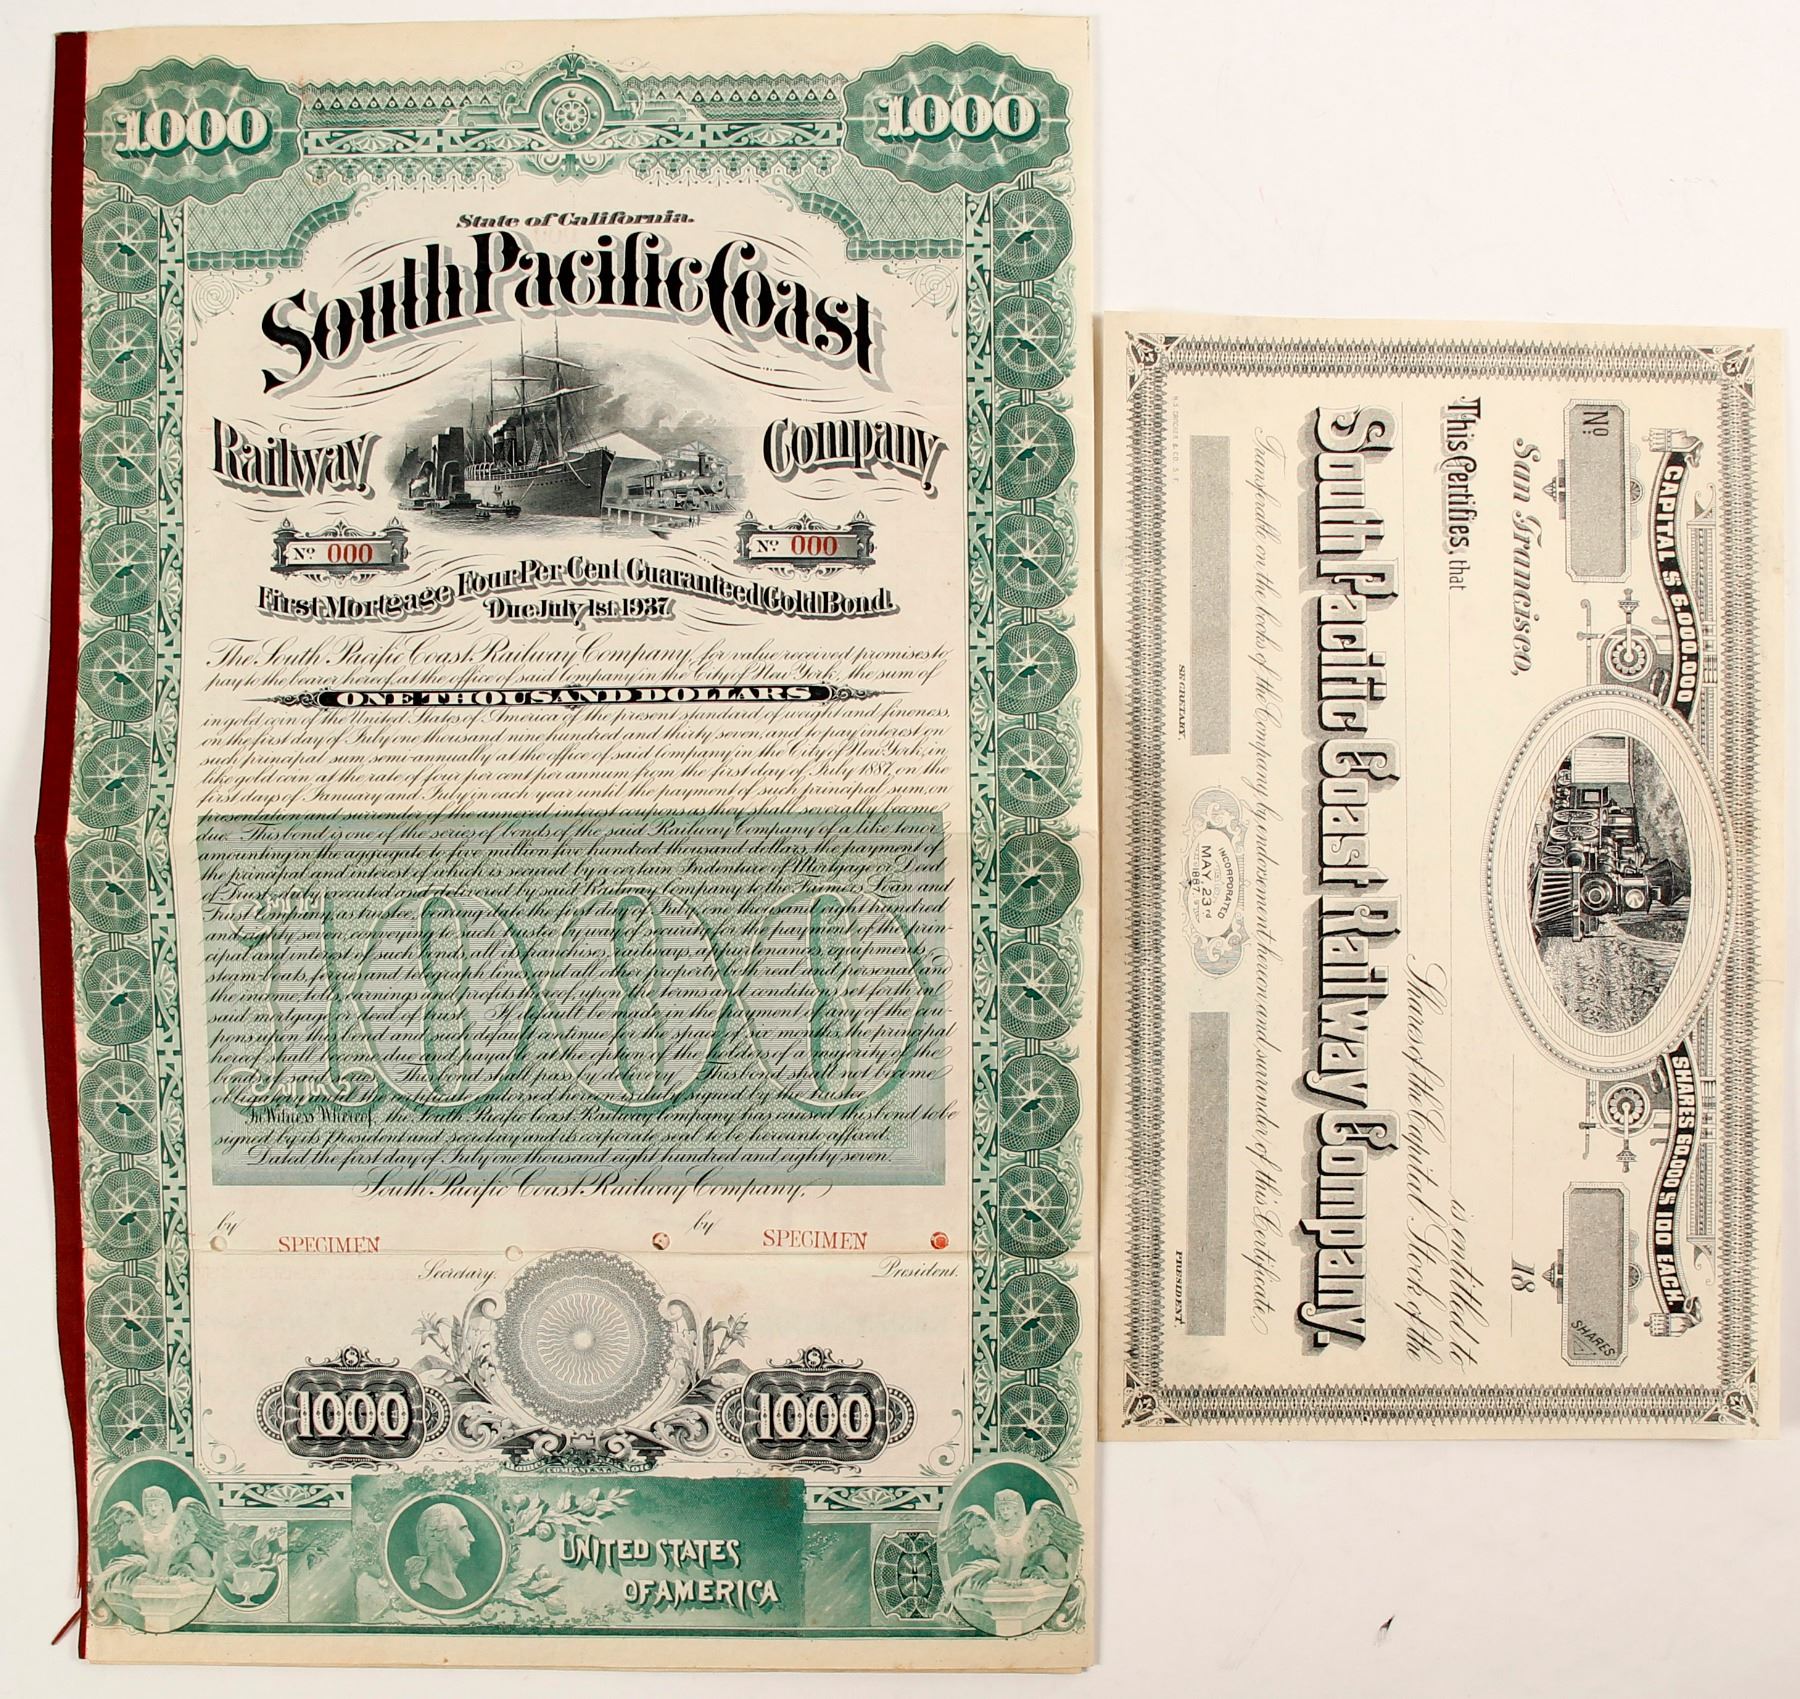 1000
1000
State of California.
South Pacific Coast
Railway
Company
No 000
No 000
First Mortgage Four Per Cent Guaranteed Gold Bond.
Due July 1st. 1937.
The South Pacific Coast Railway Company, for value received promises to
pay to the bearer hereof, at the office of said Company in the City of New York, the sum of
ONE THOUSAND DOLLARS
in gold coin of the United States of America of the present standard of weight and fineness,
on the first day of July one thousand nine hundred and thirty seven, and to pay interest on
such principal sum semi-annually at the office of said Company in the City of New York, in
like gold coin at the rate of four per cent per annum from the first day of July 1887, on the
first days of January and July in each year until the payment of such principal sum, on
presentation and surrender of the annexed interest coupons as they shall severally become
due. This bond is one of the series of bonds of the said Railway Company of a like tenor,
amounting in the aggregate to five million five hundred thousand dollars, the payment of
the principal and interest of which is secured by a certain Indenture of Mortgage or Deed
of Trust, duly executed and delivered by said Railway Company to the Farmers Loan and
Trust Company, as trustee, bearing date the first day of July, one thousand eight hundred
and eighty seven, conveying to such trustee by way of security for the payment of the prin-
cipal and interest of such bonds, all its franchises, railways, appurtenances, equipments,
steam-boats, ferries and telegraph lines, and all other property both real and personal, and
the income, tolls, earnings and profits thereof, upon the terms and conditions set forth in
said mortgage or deed of trust. If default be made in the payment of any of the cou-
pons upon this bond and such default continue for the space of six months, the principal
hereof shall become due and payable at the option of the holders of a majority of the
bonds of said series. This bond shall pass by delivery. This bond shall not become
obligatory until the certificate endorsed hereon is duly signed by the trustee.
In Witness Whereof, the South Pacific Coast Railway Company has caused this bond to be
signed by its President and secretary and its corporate seal to be hereunto affixed.
Dated the first day of July one thousand eight hundred and eighty seven.
South Pacific Coast Railway Company,
by
SPECIMEN
by
SPECIMEN
Secretary.
President.
1000
1000
UNITED STATES
OF AMERICA
CAPITAL $ 6.000.000
SHARES 60.000 $ 100 EACH.
No.
SHARES
San Francisco,
18
This Certifies, that
is entitled to
Shares of the Capital Stock of the
South Pacific Coast Railway Company.
Transferable on the books of the Company by endorsement hereon and surrender of this Certificate.
INCORPORATED
MAY 23RD
1887
SECRETARY.
PRESIDENT.